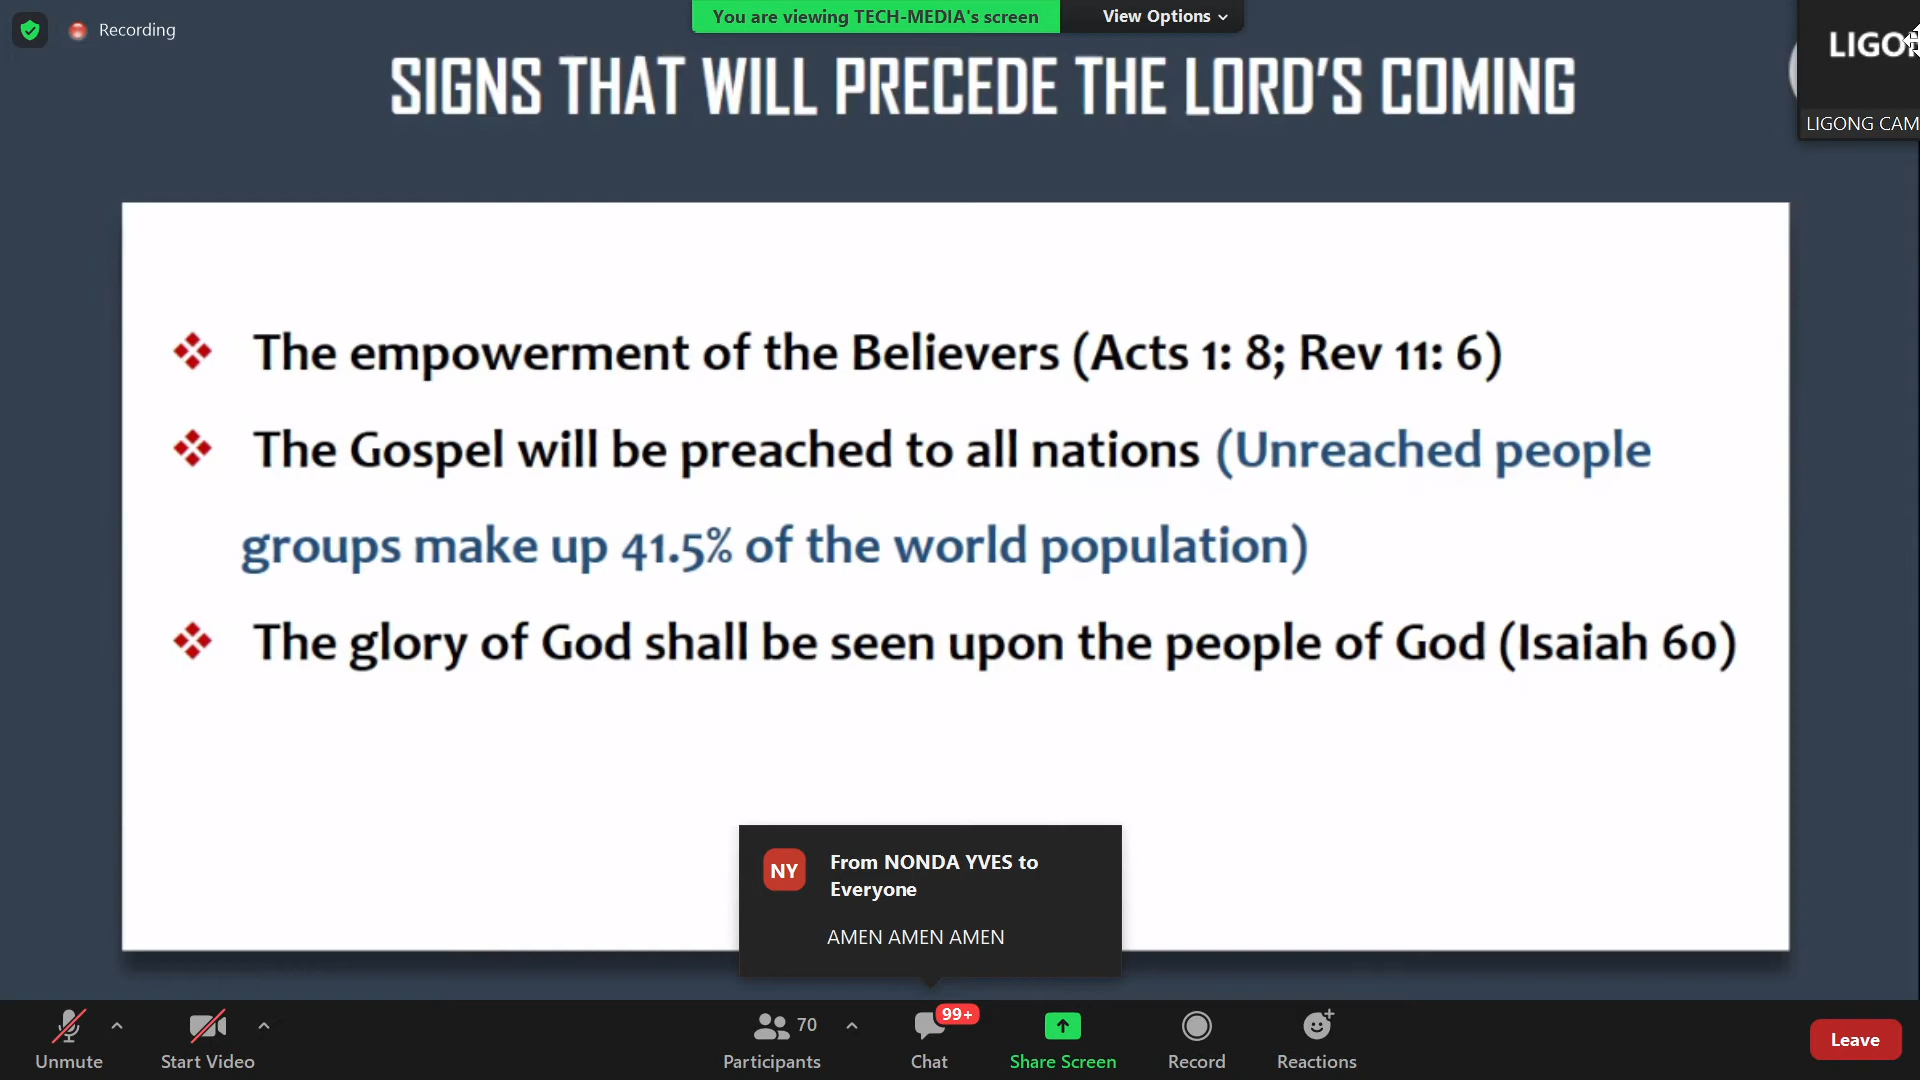 Recording
You are viewing TECH-MEDIA's screen
View Options
SIGNS THAT WILL PRECEDE THE LORD'S COMING
LIGONG CAM
The empowerment of the Believers (Acts 1: 8; Rev 11: 6)
The Gospel will be preached to all nations (Unreached people
groups make up 41.5% of the world population)
The glory of God shall be seen upon the people of God (Isaiah 60)
NY
From NONDA YVES to
Everyone
AMEN AMEN AMEN
Unmute
Start Video
70
Participants
99+
Chat
Share Screen
Record
Reactions
Leave